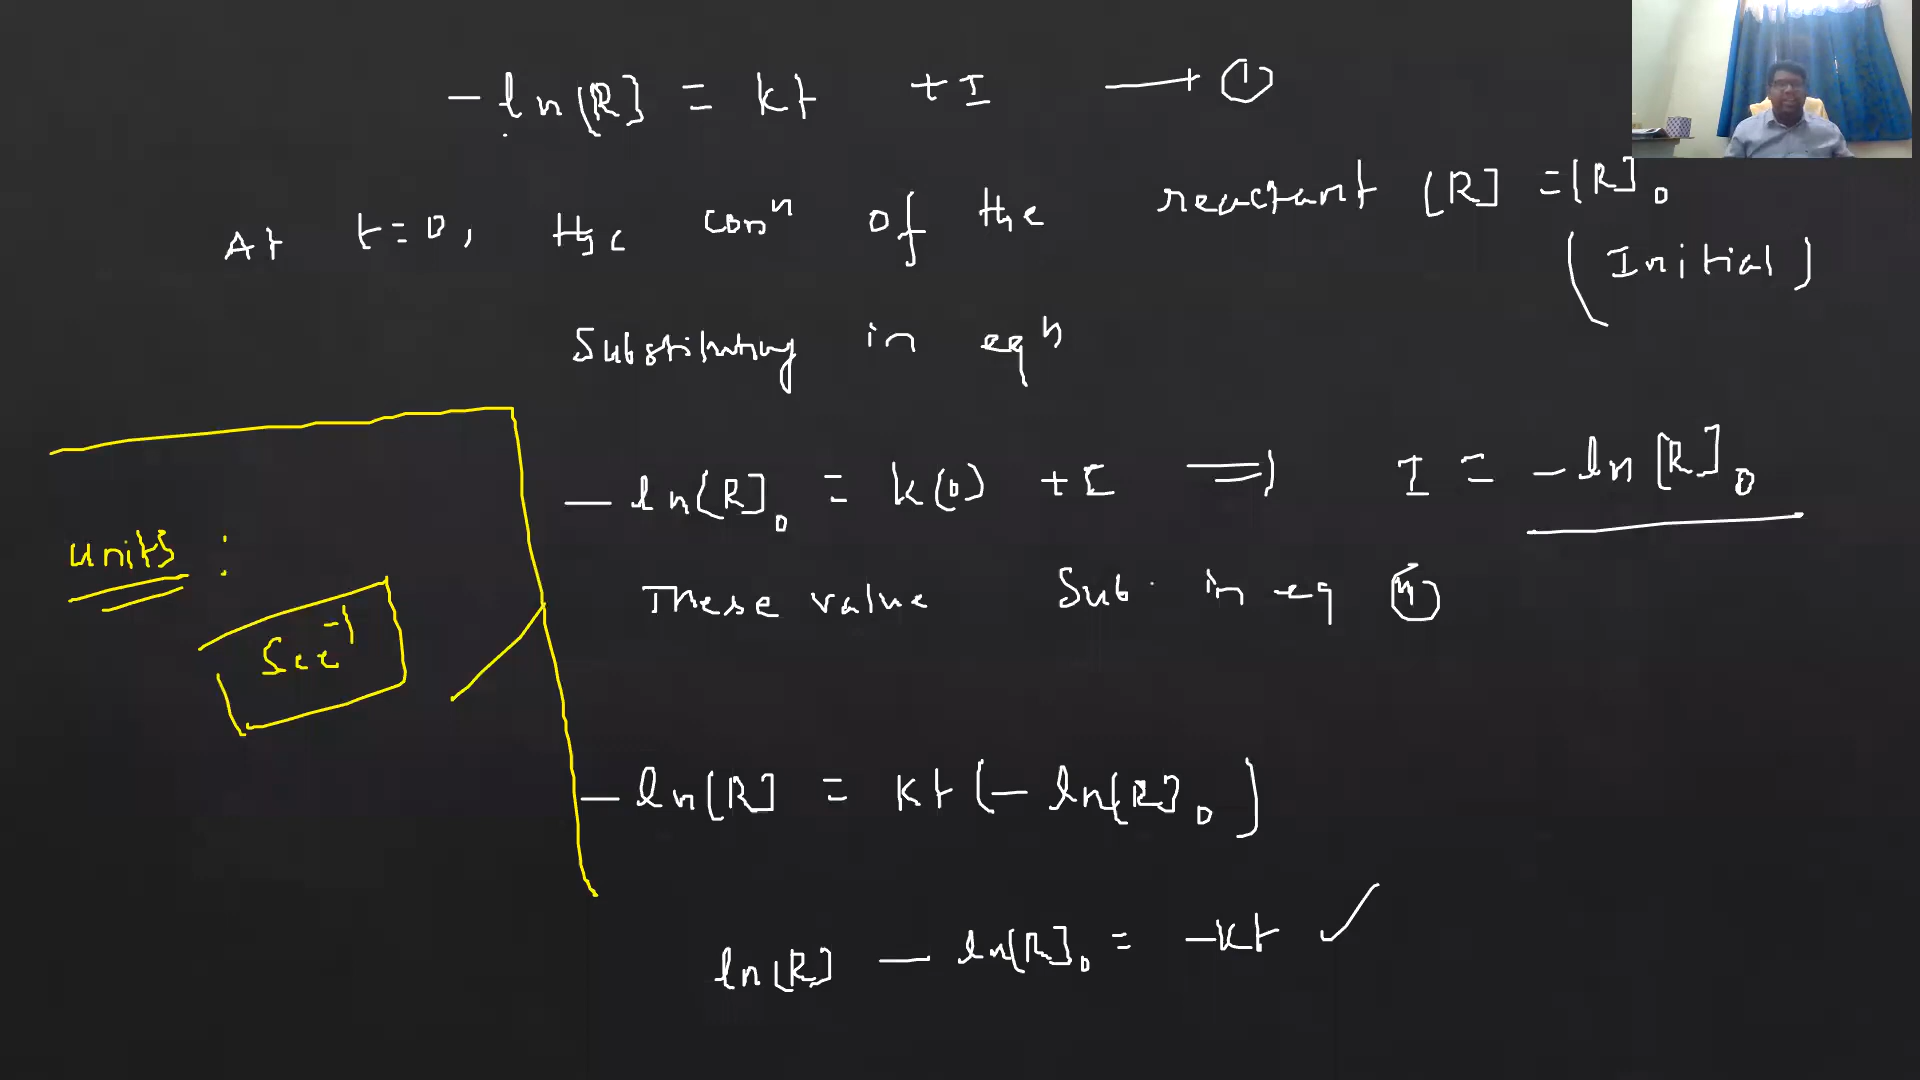 -ln[R] = kt + I → ①
At t=0, the conⁿ of the reactant [R] = [R]₀
(Initial)
Substituting in eqⁿ
-ln[R]₀ = k(0) + I ⟹ I = -ln[R]₀
units :
These value Sub. in eq
Sec⁻¹
-ln[R] = kt(-ln[R]₀)
ln[R] - ln[R]₀ = -kt ✓